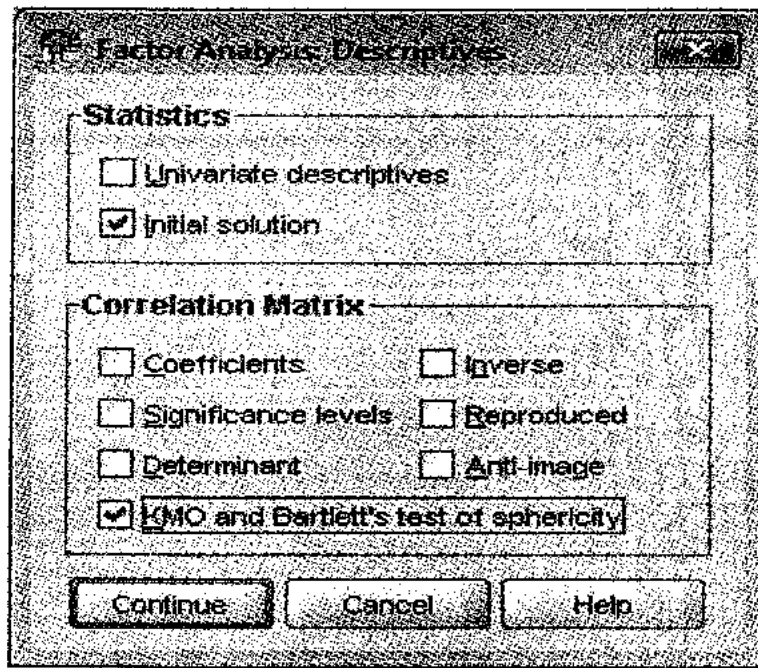 Factor Analysis: Descriptives
Statistics
Univariate descriptives
Initial solution
Correlation Matrix
Coefficients Inverse
Significance levels Reproduced
Determinant Anti-image
KMO and Bartlett's test of sphericity
Continue Cancel Help